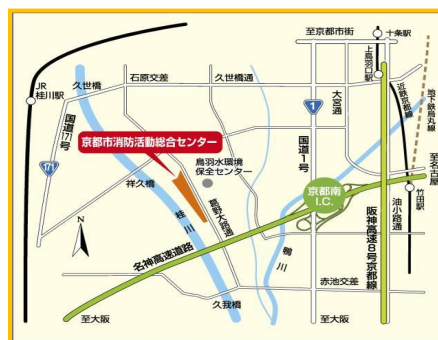 至京都市街
十条駅
上鳥羽口駅
久世橋
石原交差
久世橋通
JR
桂川駅
国道171号
大宮通
1
近鉄京都線
地下鉄烏丸線
京都市消防活動総合センター
鳥羽水環境
保全センター
国道1号
至名古屋
171
祥久橋
葛野大路通
京都南
I.C.
竹田駅
N
桂川
鴨川
阪神高速8号京都線
油小路通
名神高速道路
赤池交差
久我橋
至大阪
至大阪